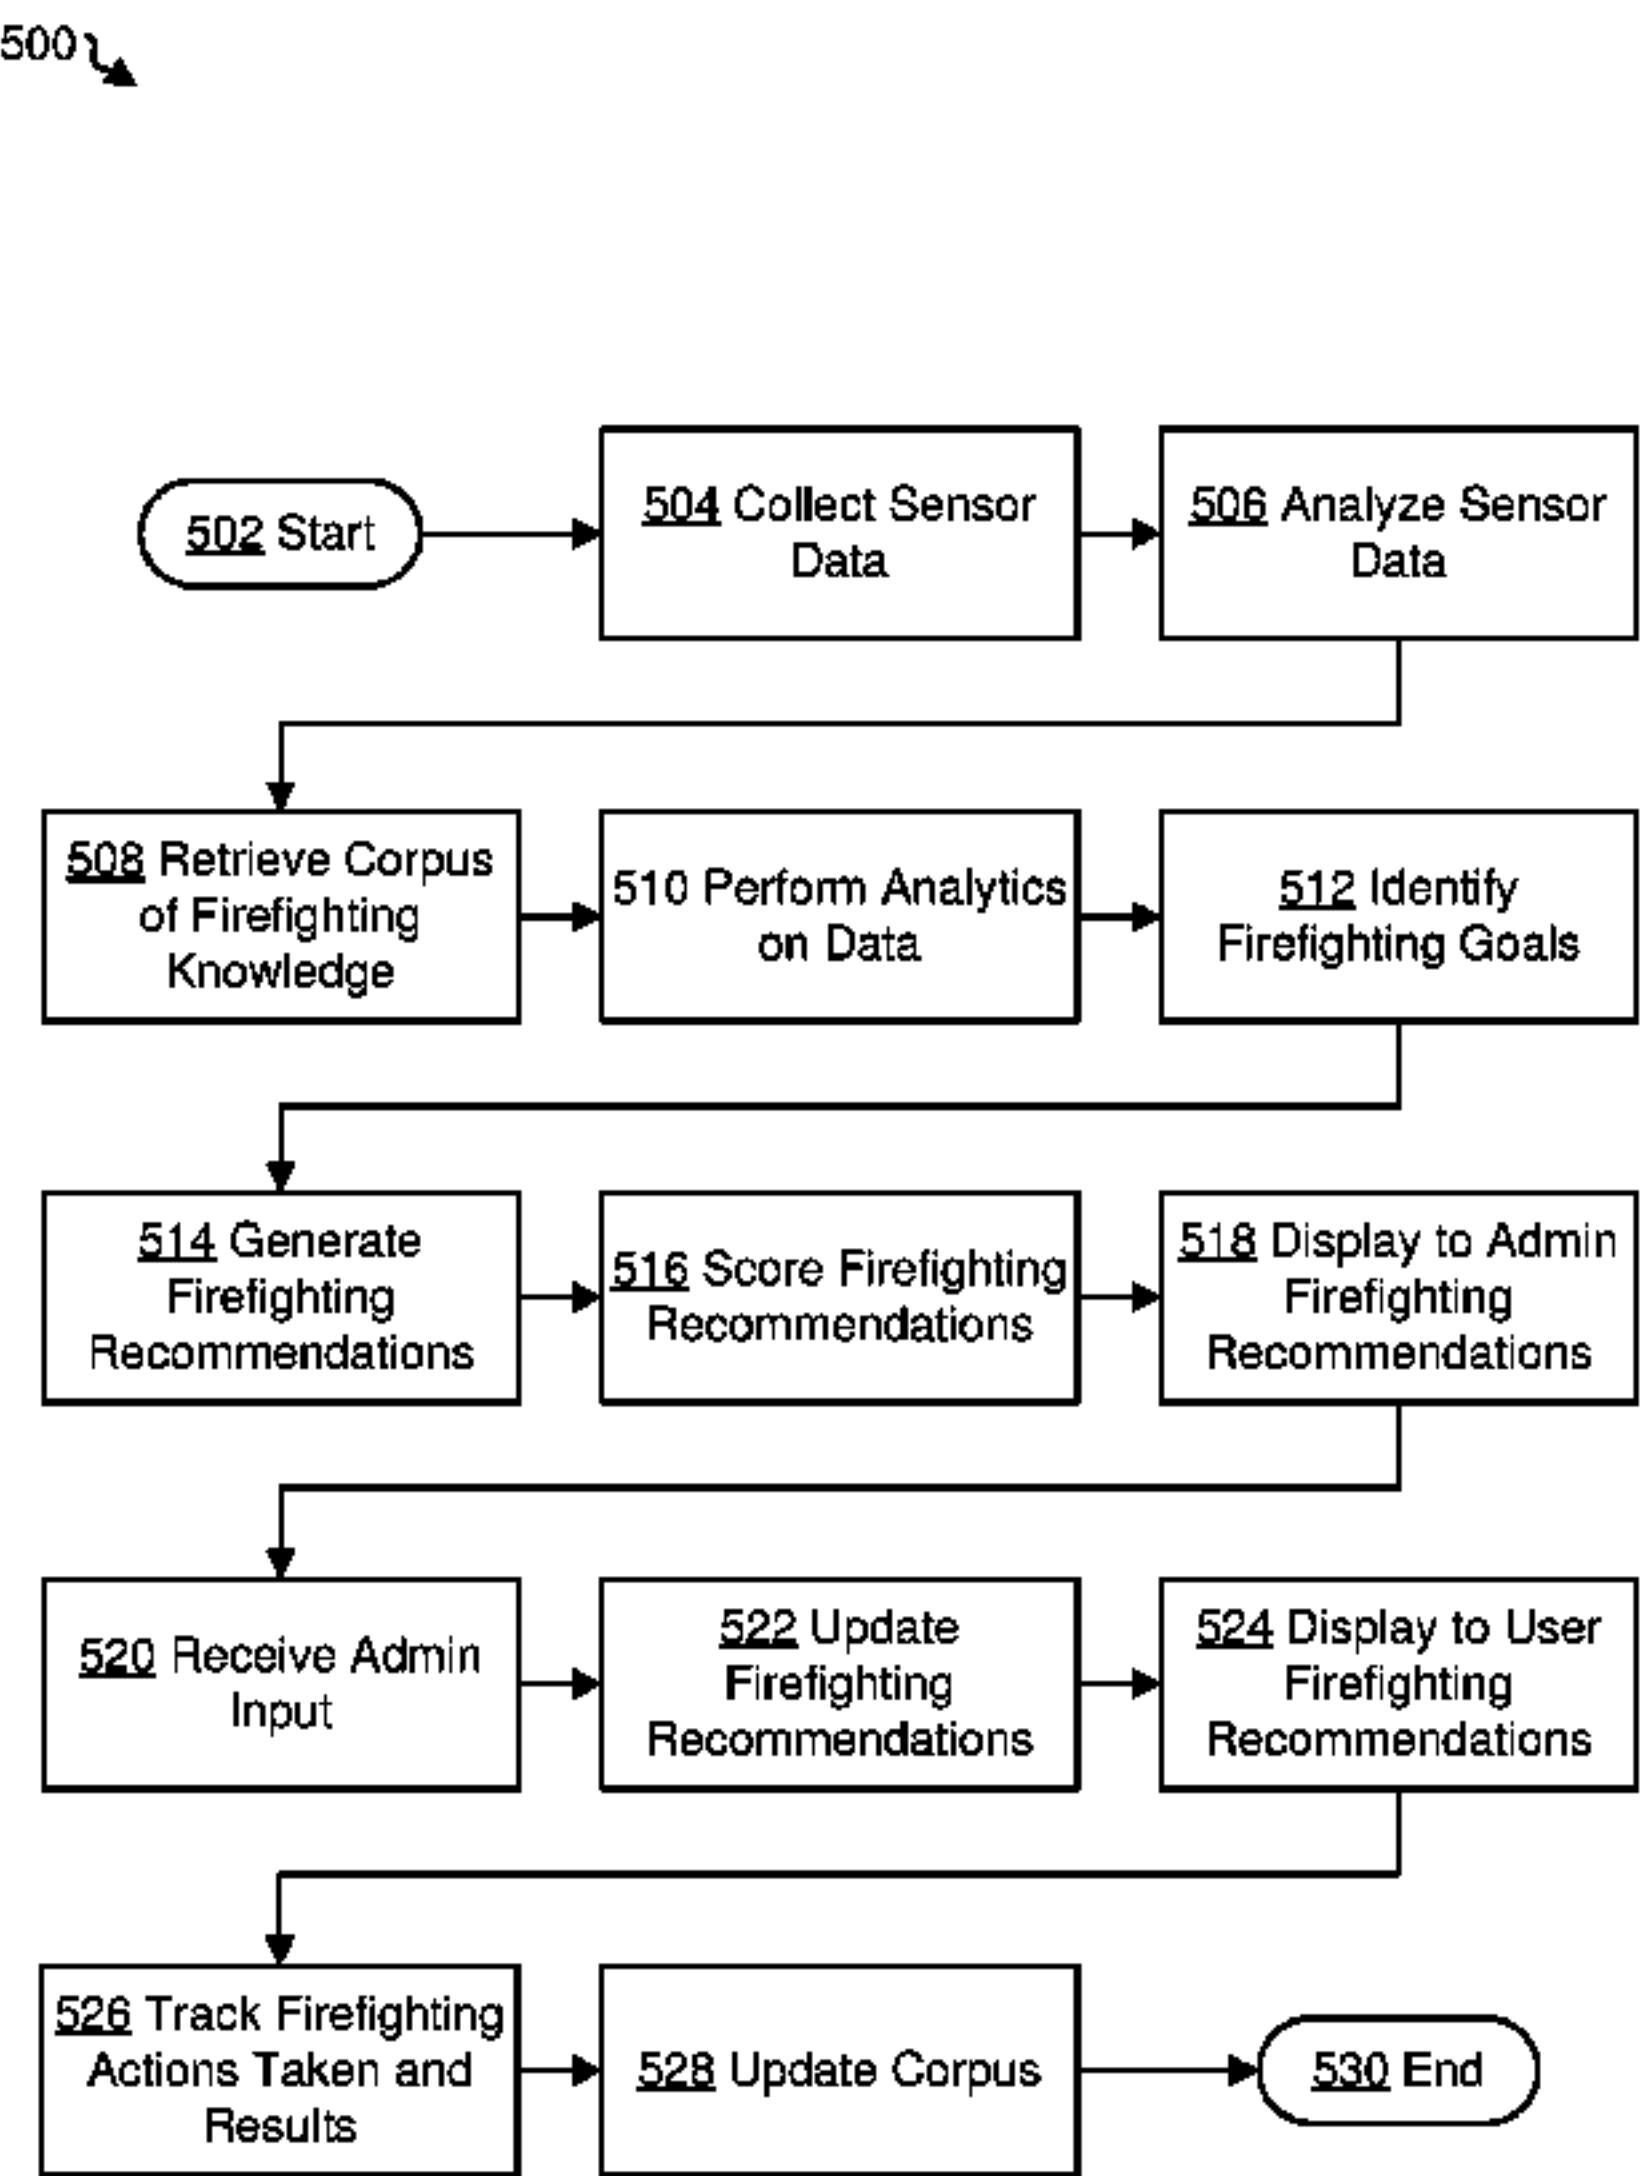 500
502 Start
504 Collect Sensor
Data
506 Analyze Sensor
Data
508 Retrieve Corpus
of Firefighting
Knowledge
510 Perform Analytics
on Data
512 Identify
Firefighting Goals
514 Generate
Firefighting
Recommendations
516 Score Firefighting
Recommendations
518 Display to Admin
Firefighting
Recommendations
520 Receive Admin
Input
522 Update
Firefighting
Recommendations
524 Display to User
Firefighting
Recommendations
526 Track Firefighting
Actions Taken and
Results
528 Update Corpus
530 End